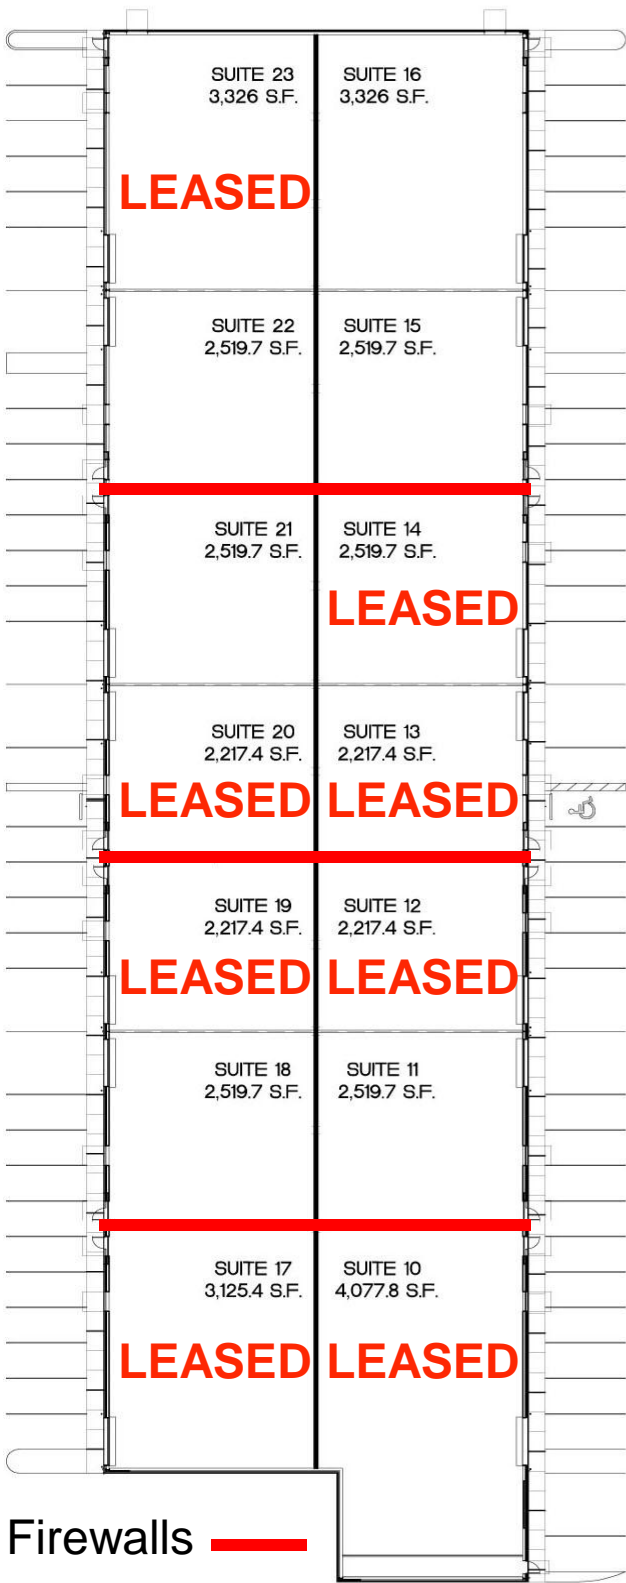 SUITE 23
3,326 S.F.
LEASED
SUITE 16
3,326 S.F.
SUITE 22
2,519.7 S.F.
SUITE 15
2,519.7 S.F.
SUITE 21
2,519.7 S.F.
SUITE 14
2,519.7 S.F.
LEASED
SUITE 20
2,217.4 S.F.
LEASED
SUITE 13
2,217.4 S.F.
LEASED
SUITE 19
2,217.4 S.F.
LEASED
SUITE 12
2,217.4 S.F.
LEASED
SUITE 18
2,519.7 S.F.
SUITE 11
2,519.7 S.F.
SUITE 17
3,125.4 S.F.
LEASED
SUITE 10
4,077.8 S.F.
LEASED
Firewalls